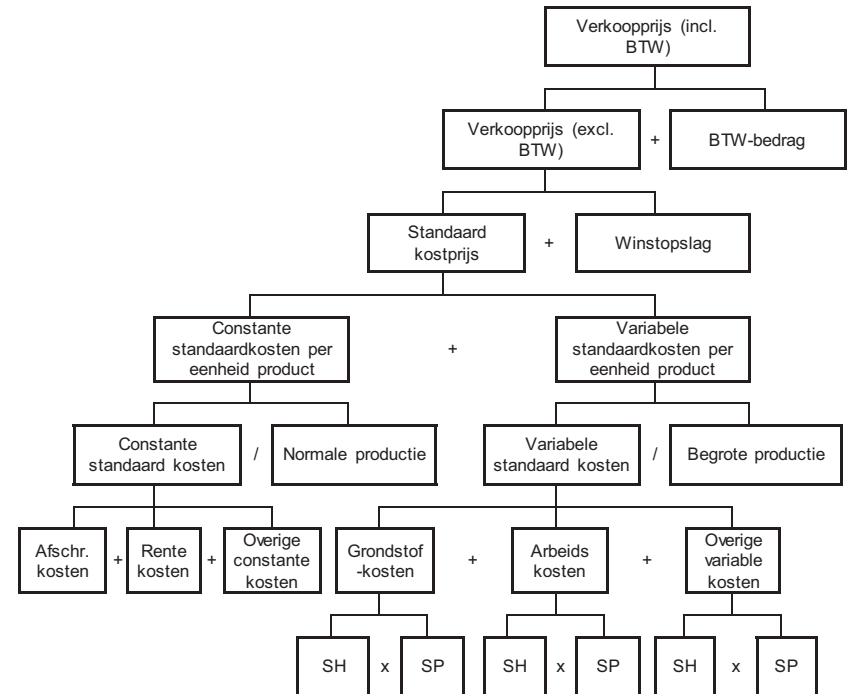 Verkoopprijs (incl.
BTW)
Verkoopprijs (excl.
BTW)
+
BTW-bedrag
Standaard
kostprijs
+
Winstopslag
Constante
standaardkosten per
eenheid product
+
Variabele
standaardkosten per
eenheid product
Constante
standaard kosten
/
Normale productie
Variabele
standaard kosten
/
Begrote productie
Afschr.
kosten
+
Rente
kosten
+
Overige
constante
kosten
Grondstof
-kosten
+
Arbeids
kosten
+
Overige
variable
kosten
SH
x
SP
SH
x
SP
SH
x
SP